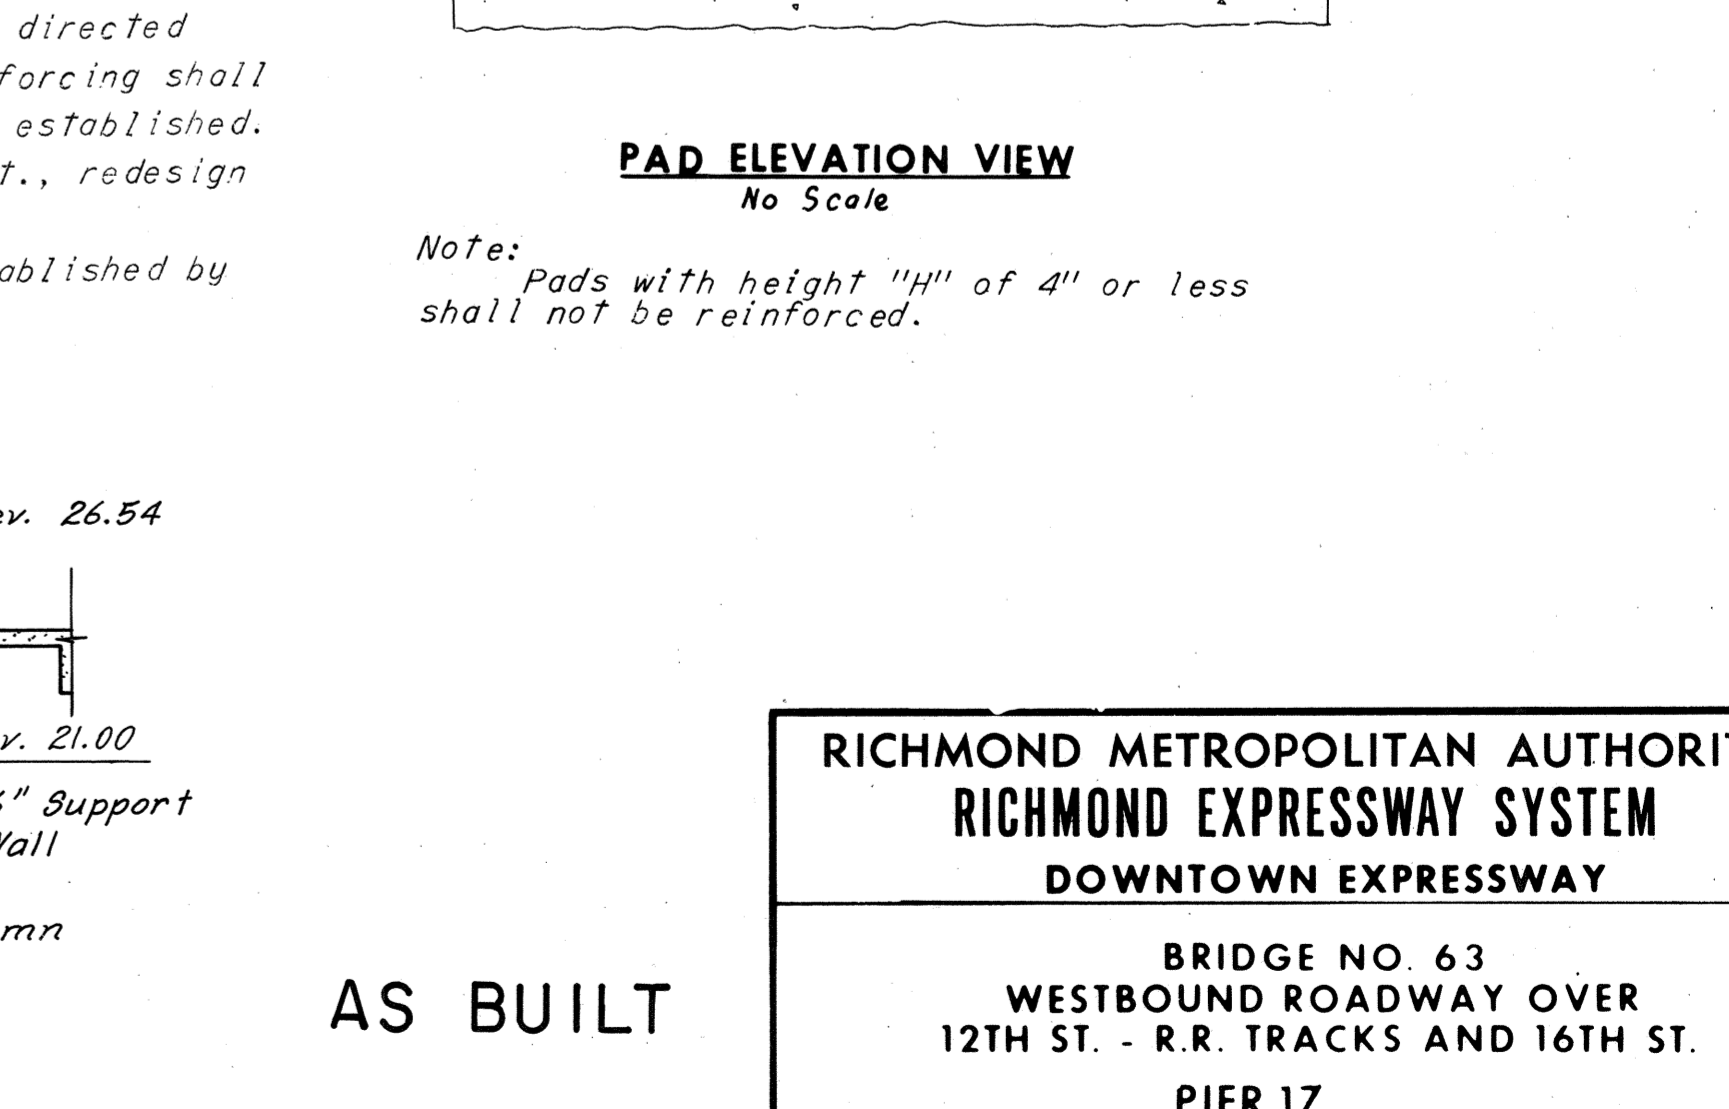 directed
forcing shall
established.
t., redesign
ablished by
PAD ELEVATION VIEW
No Scale
Note:
Pads with height "H" of 4" or less
shall not be reinforced.
ev. 26.54
v. 21.00
" Support
Wall
mn
AS BUILT
RICHMOND METROPOLITAN AUTHORIT
RICHMOND EXPRESSWAY SYSTEM
DOWNTOWN EXPRESSWAY
BRIDGE NO. 63
WESTBOUND ROADWAY OVER
12TH ST. - R.R. TRACKS AND 16TH ST.
PIER 17